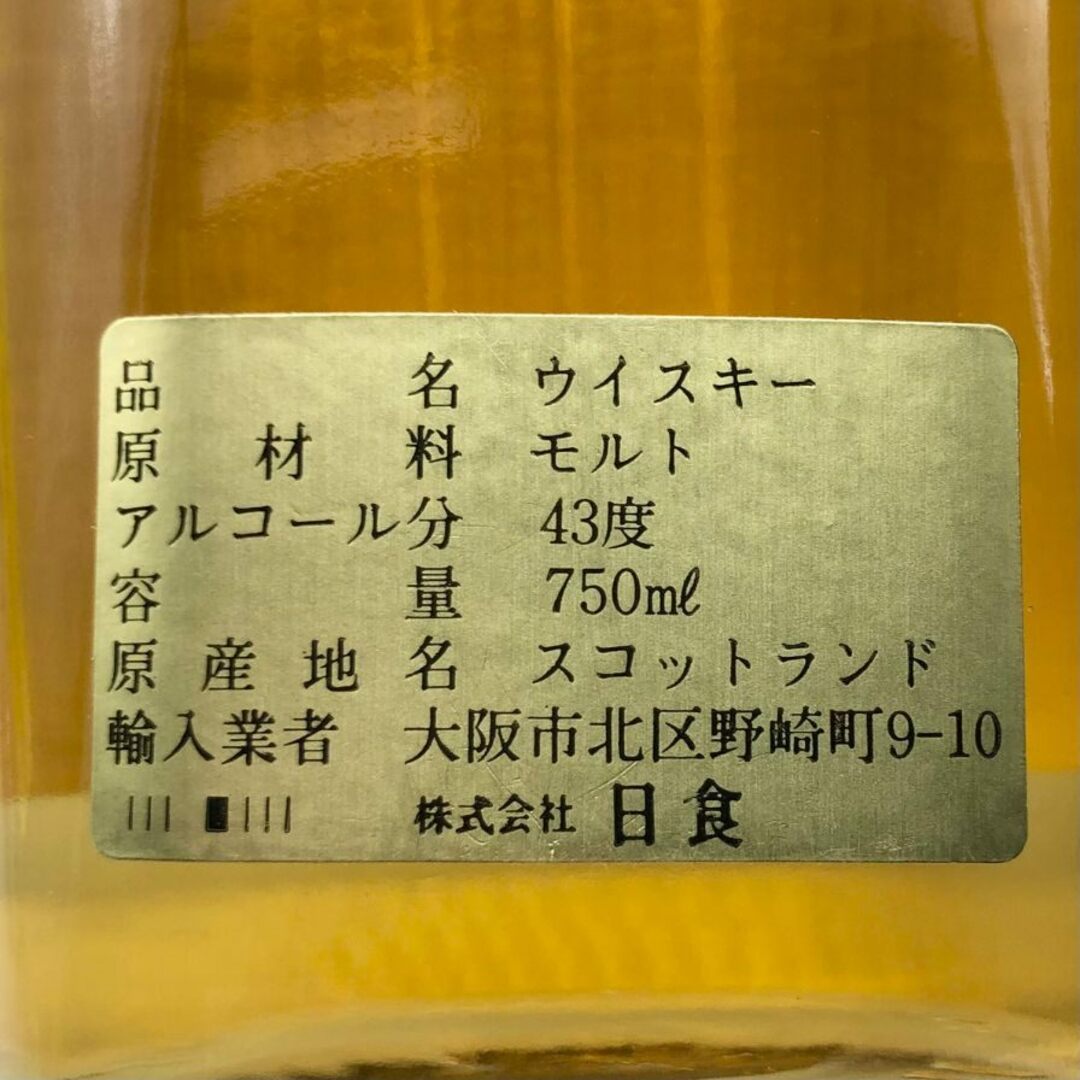 品名 ウイスキー
原材料 モルト
アルコール分 43度
容量 750mℓ
原産地名 スコットランド
輸入業者 大阪市北区野崎町9-10
株式会社 日食